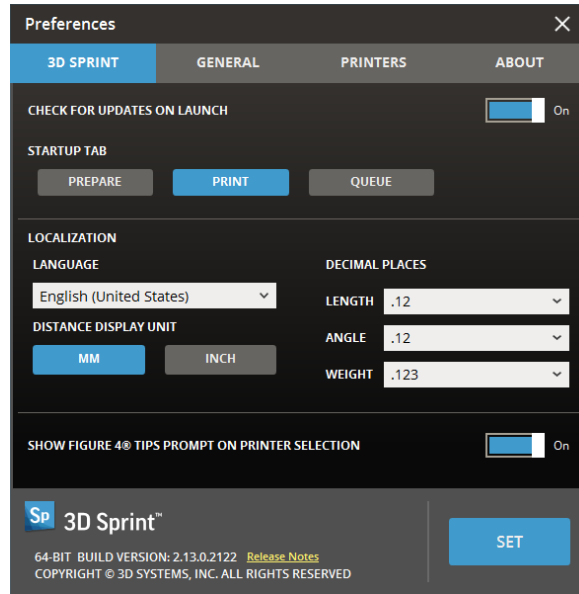 Preferences
3D SPRINT GENERAL PRINTERS ABOUT
CHECK FOR UPDATES ON LAUNCH On
STARTUP TAB
PREPARE PRINT QUEUE
LOCALIZATION
LANGUAGE DECIMAL PLACES
English (United States) LENGTH .12
DISTANCE DISPLAY UNIT
ANGLE .12
MM INCH
WEIGHT .123
SHOW FIGURE 4® TIPS PROMPT ON PRINTER SELECTION On
Sp 3D Sprint™
SET
64-BIT BUILD VERSION: 2.13.0.2122 Release Notes
COPYRIGHT © 3D SYSTEMS, INC. ALL RIGHTS RESERVED